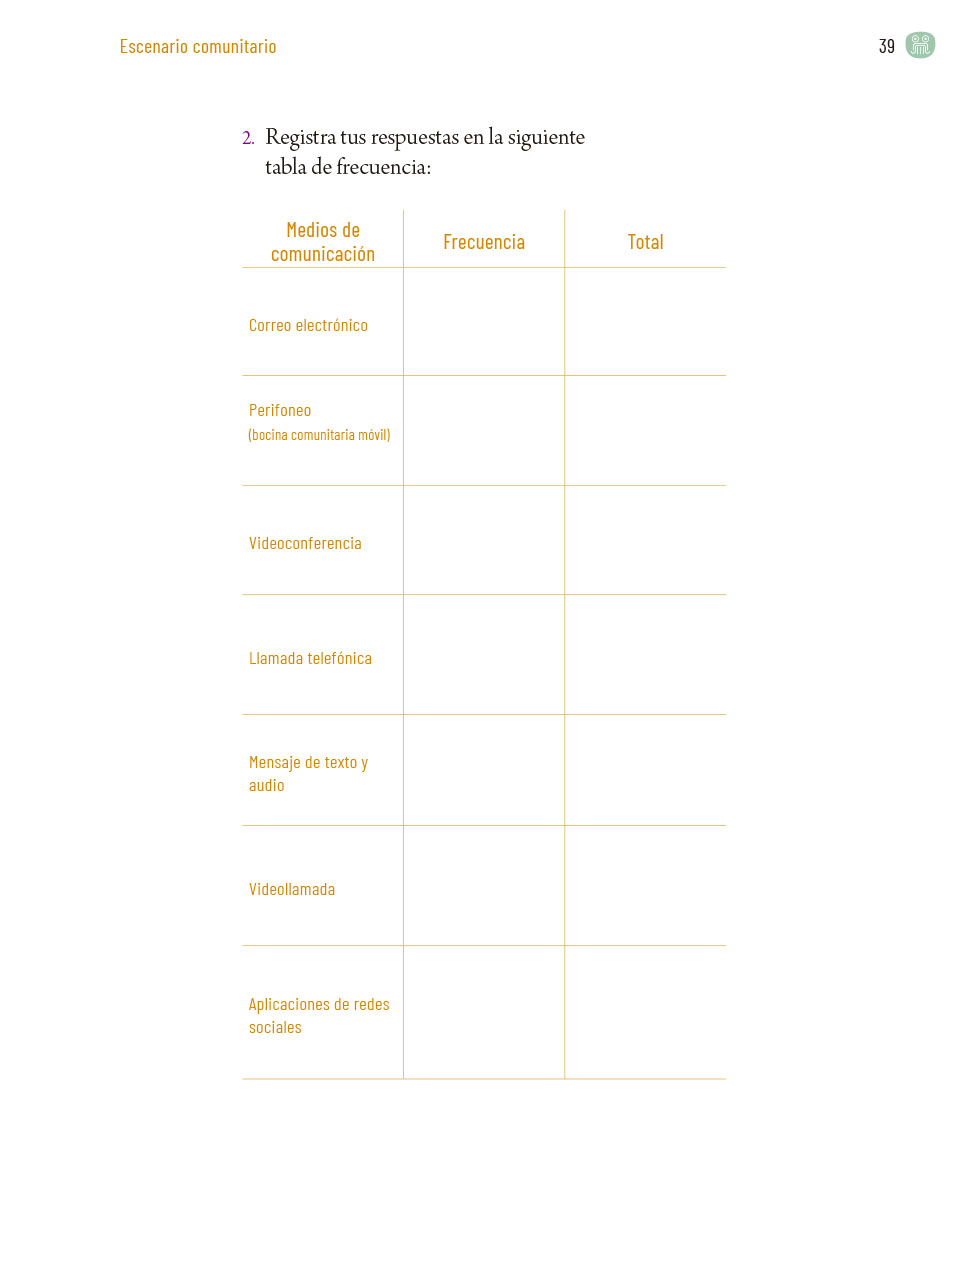 Escenario comunitario
39
2. Registra tus respuestas en la siguiente
tabla de frecuencia:
Medios de
comunicación
Frecuencia
Total
Correo electrónico
Perifoneo
(bocina comunitaria móvil)
Videoconferencia
Llamada telefónica
Mensaje de texto y
audio
Videollamada
Aplicaciones de redes
sociales